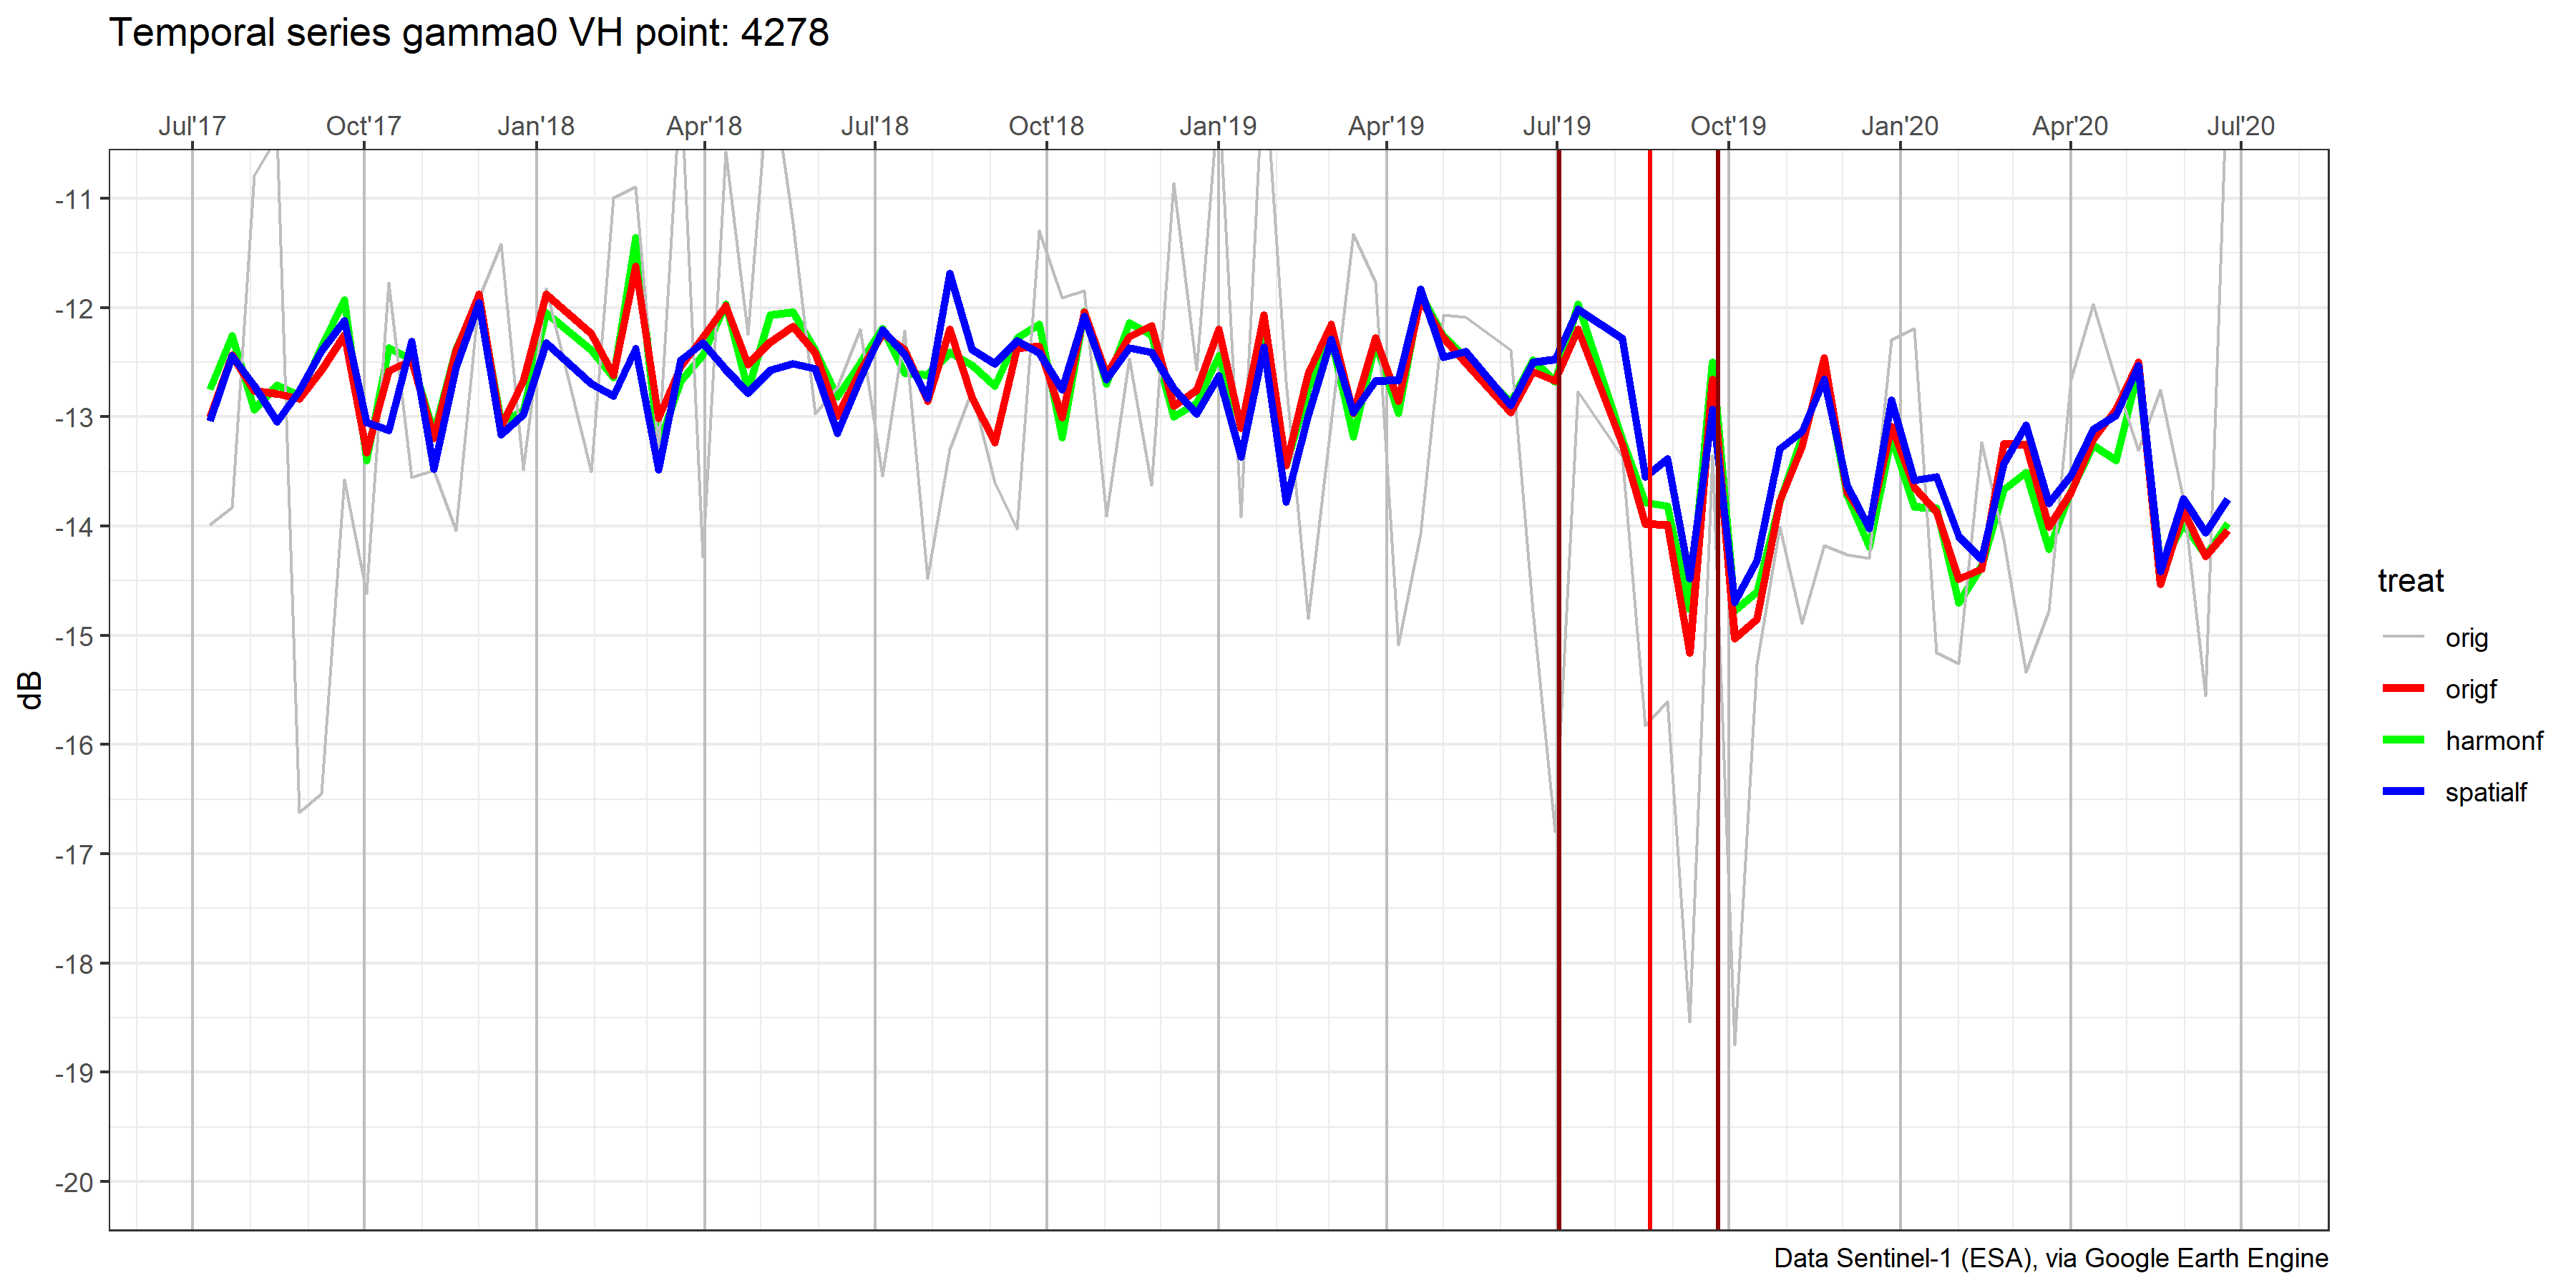 Temporal series gamma0 VH point: 4278
Jul'17 Oct'17 Jan'18 Apr'18 Jul'18 Oct'18 Jan'19 Apr'19 Jul'19 Oct'19 Jan'20 Apr'20 Jul'20
-11
-12
-13
-14
-15
-16
-17
-18
-19
-20
dB
treat
orig
origf
harmonf
spatialf
Data Sentinel-1 (ESA), via Google Earth Engine